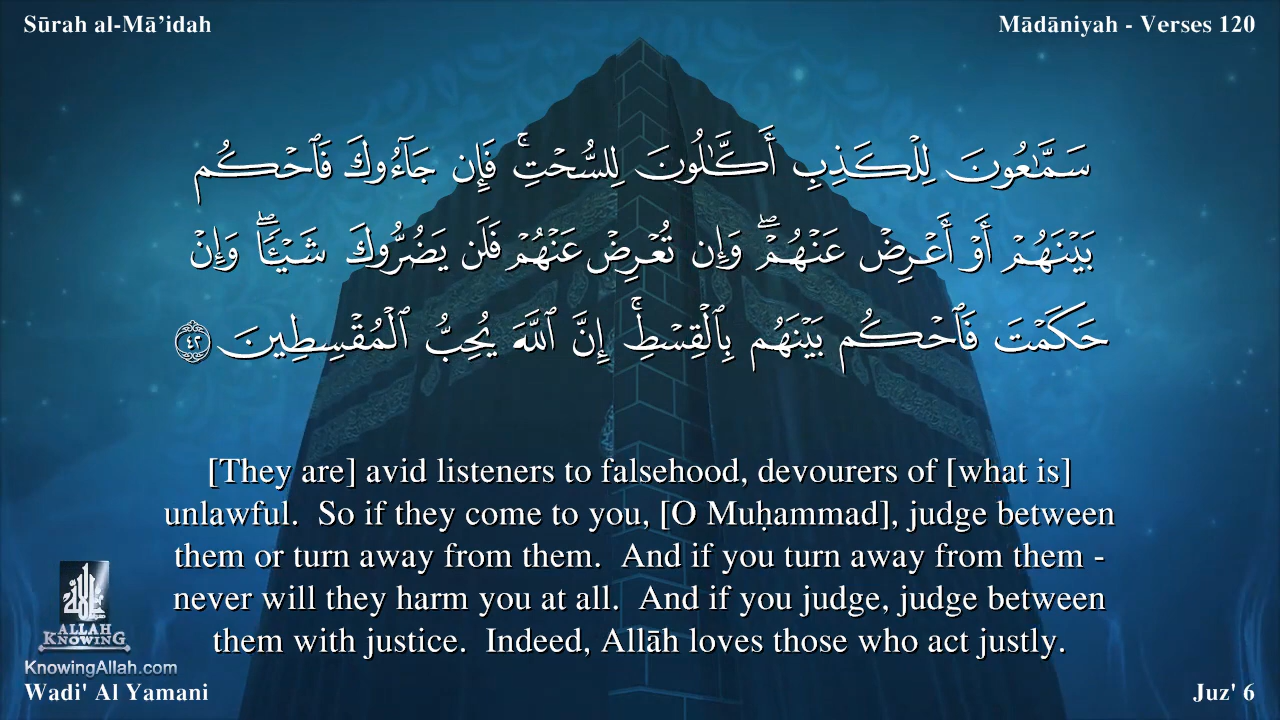 Sūrah al-Mā’idah
Mādāniyah - Verses 120
سَمَّـٰعُونَ لِلْكَذِبِ أَكَّـٰلُونَ لِلسُّحْتِ ۚ فَإِن جَآءُوكَ فَٱحْكُم
بَيْنَهُمْ أَوْ أَعْرِضْ عَنْهُمْ ۖ وَإِن تُعْرِضْ عَنْهُمْ فَلَن يَضُرُّوكَ شَيْـًٔا ۖ وَإِنْ
حَكَمْتَ فَٱحْكُم بَيْنَهُم بِٱلْقِسْطِ ۚ إِنَّ ٱللَّهَ يُحِبُّ ٱلْمُقْسِطِينَ ٤٢
[They are] avid listeners to falsehood, devourers of [what is]
unlawful.  So if they come to you, [O Muḥammad], judge between
them or turn away from them.  And if you turn away from them -
never will they harm you at all.  And if you judge, judge between
them with justice.  Indeed, Allāh loves those who act justly.
ALLAH
KNOWING
KnowingAllah.com
Wadi' Al Yamani
Juz' 6